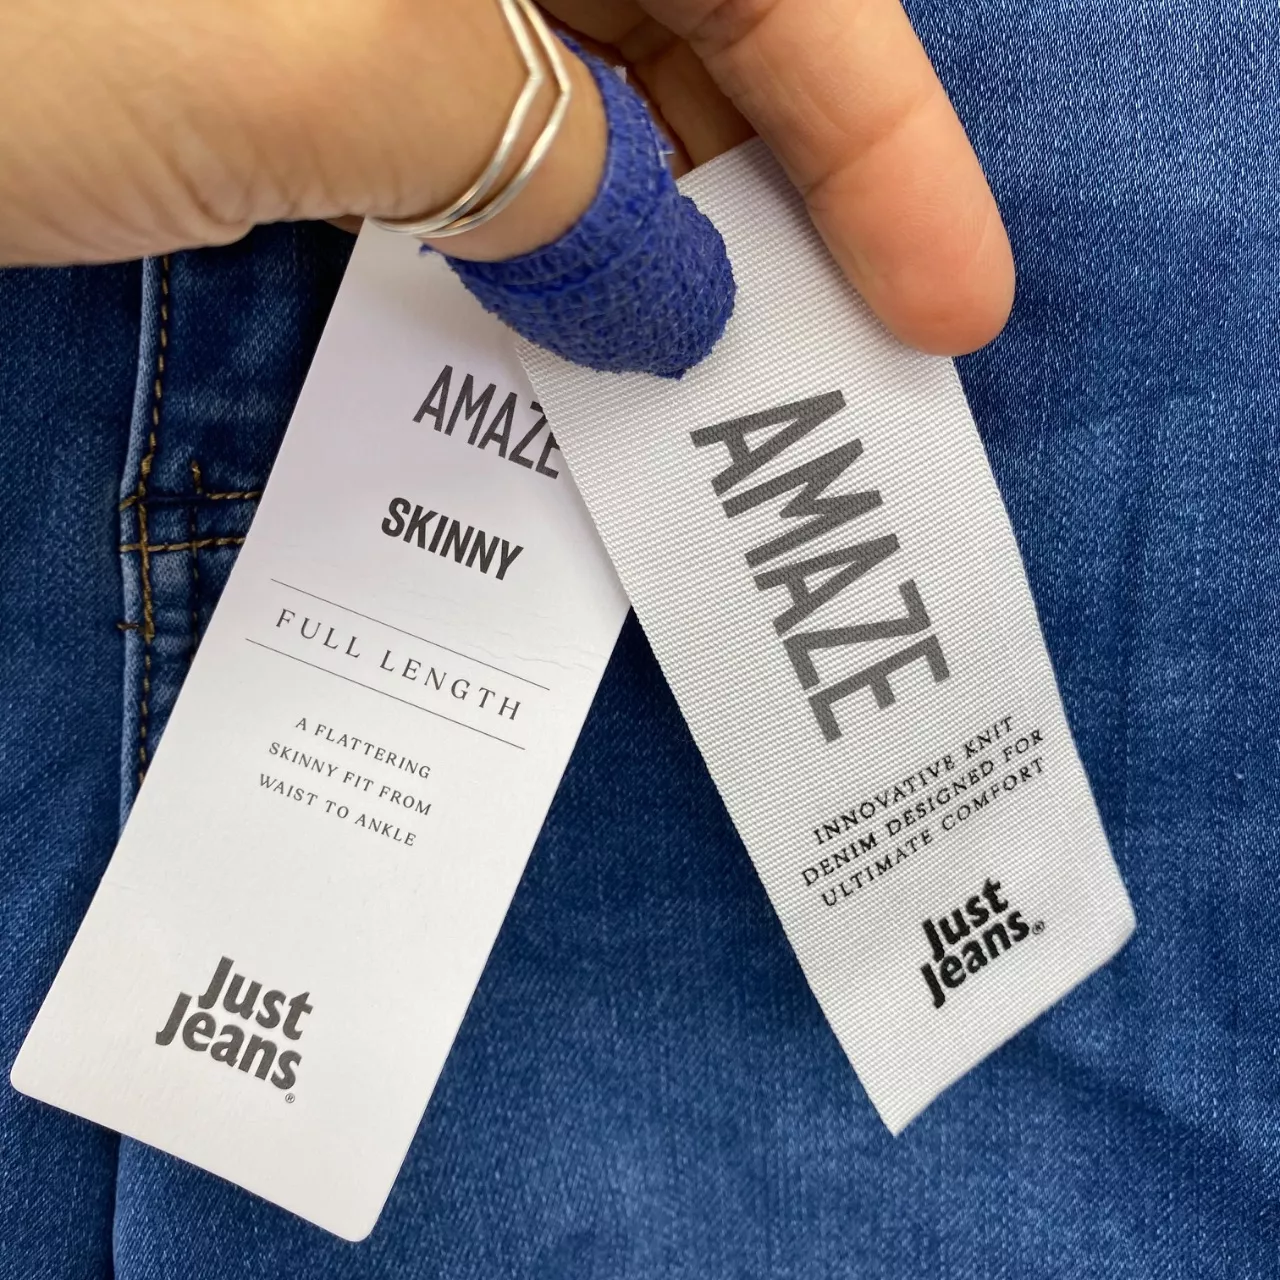 AMAZE
SKINNY
FULL LENGTH
A FLATTERING
SKINNY FIT FROM
WAIST TO ANKLE
Just
Jeans®
AMAZE
INNOVATIVE KNIT
DENIM DESIGNED FOR
ULTIMATE COMFORT
Just
Jeans®